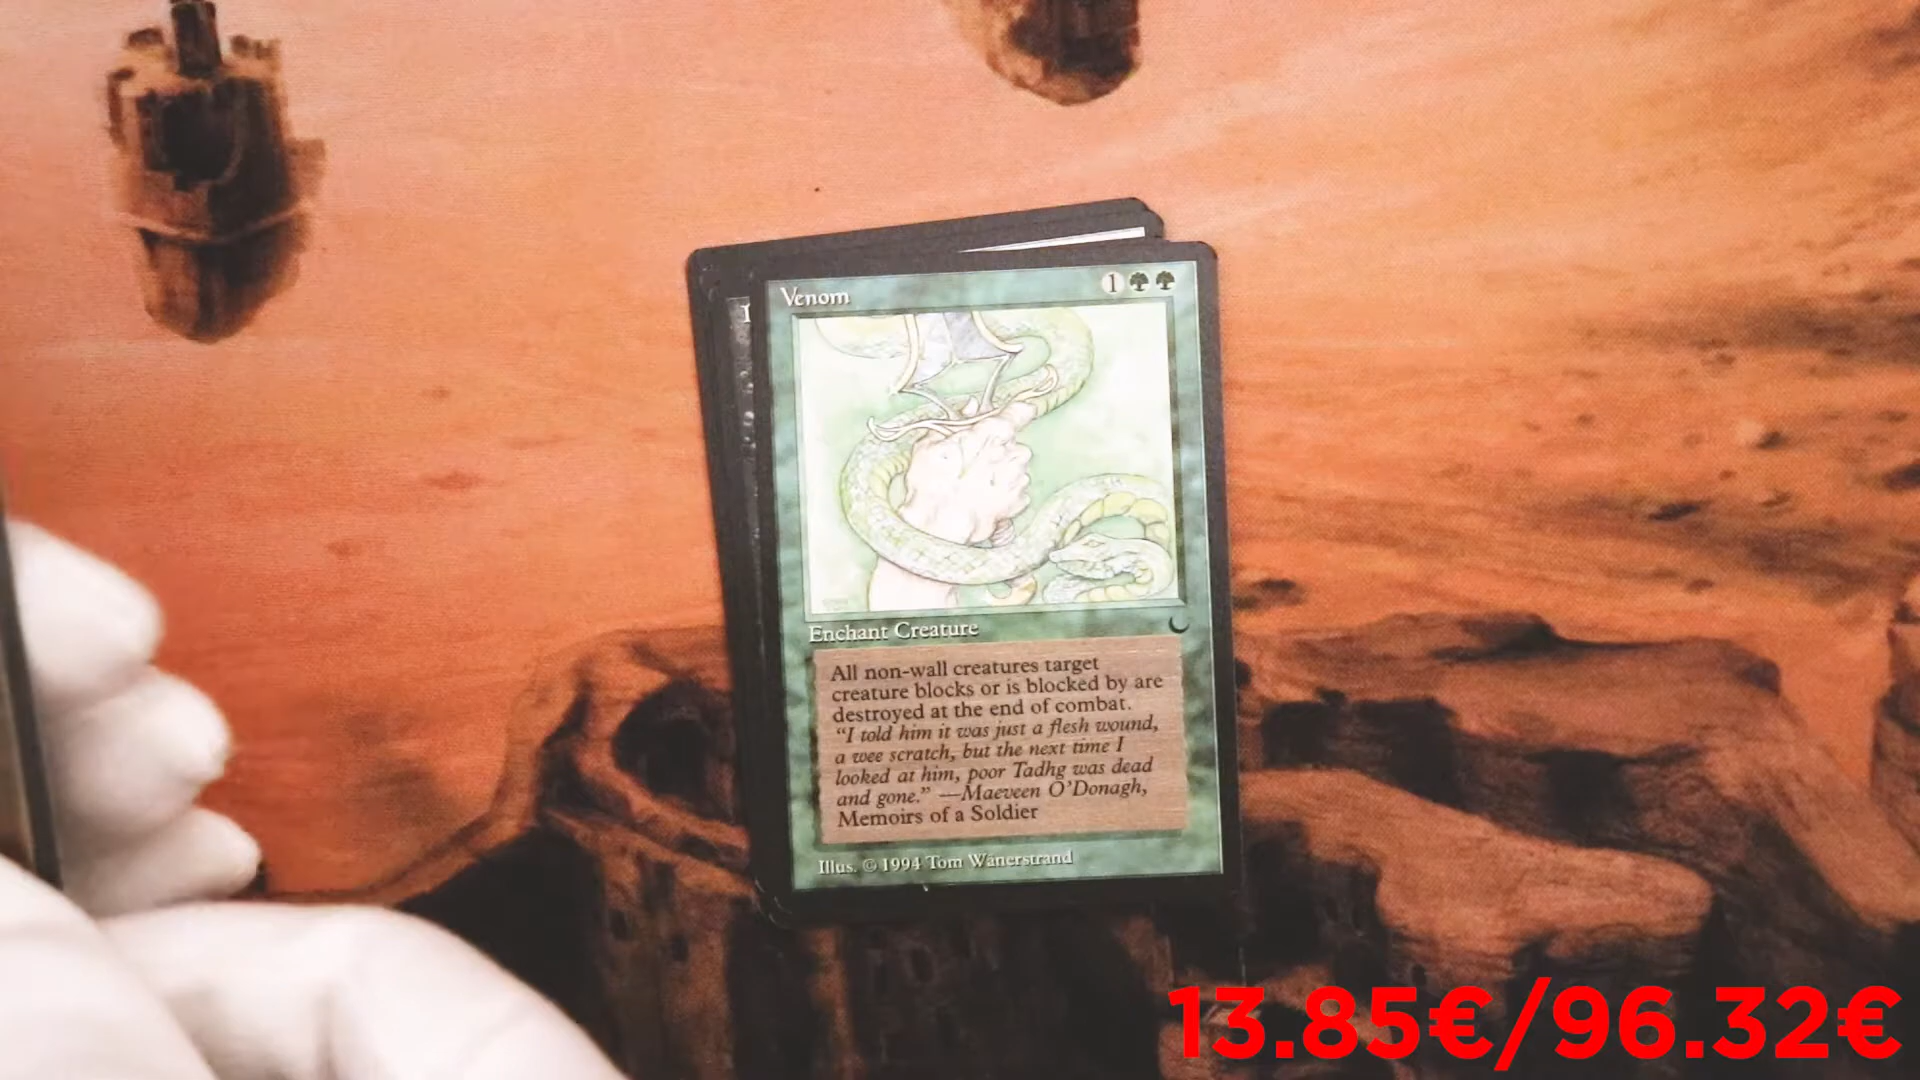 Venom 1
Enchant Creature
All non-wall creatures target
creature blocks or is blocked by are
destroyed at the end of combat.
"I told him it was just a flesh wound,
a wee scratch, but the next time I
looked at him, poor Tadhg was dead
and gone." —Maeveen O'Donagh,
Memoirs of a Soldier
Illus. © 1994 Tom Wänerstrand
13.85€/96.32€